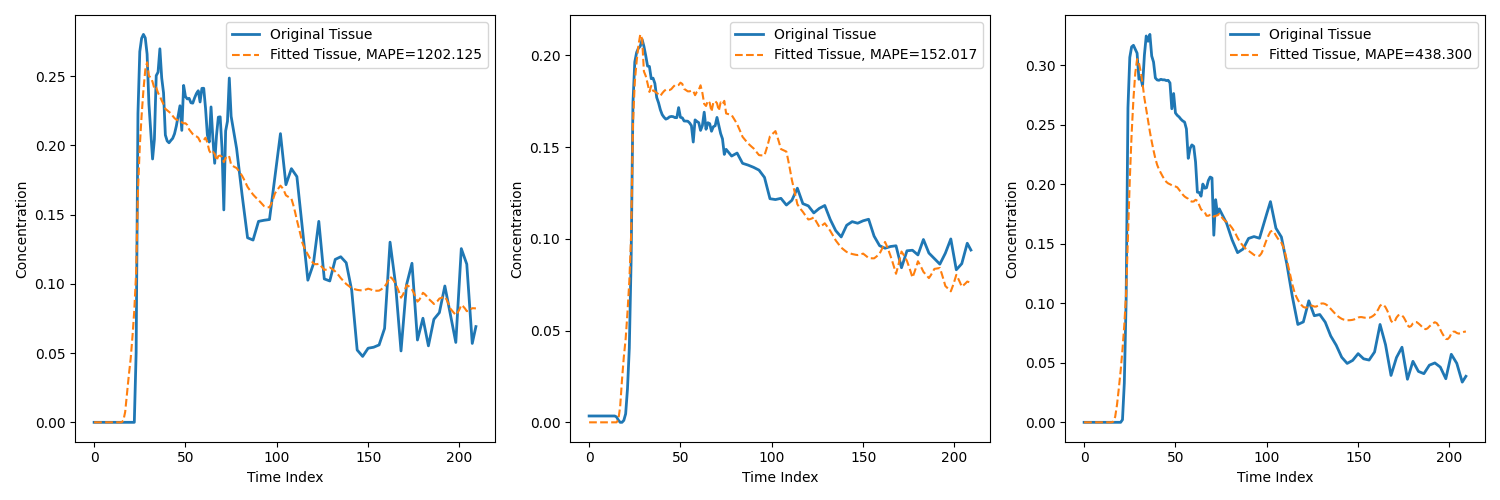 Original Tissue
Fitted Tissue, MAPE=1202.125
0.25
0.20
0.15
0.10
0.05
0.00
Concentration
0 50 100 150 200
Time Index
Original Tissue
Fitted Tissue, MAPE=152.017
0.20
0.15
0.10
0.05
0.00
Concentration
0 50 100 150 200
Time Index
Original Tissue
Fitted Tissue, MAPE=438.300
0.30
0.25
0.20
0.15
0.10
0.05
0.00
Concentration
0 50 100 150 200
Time Index